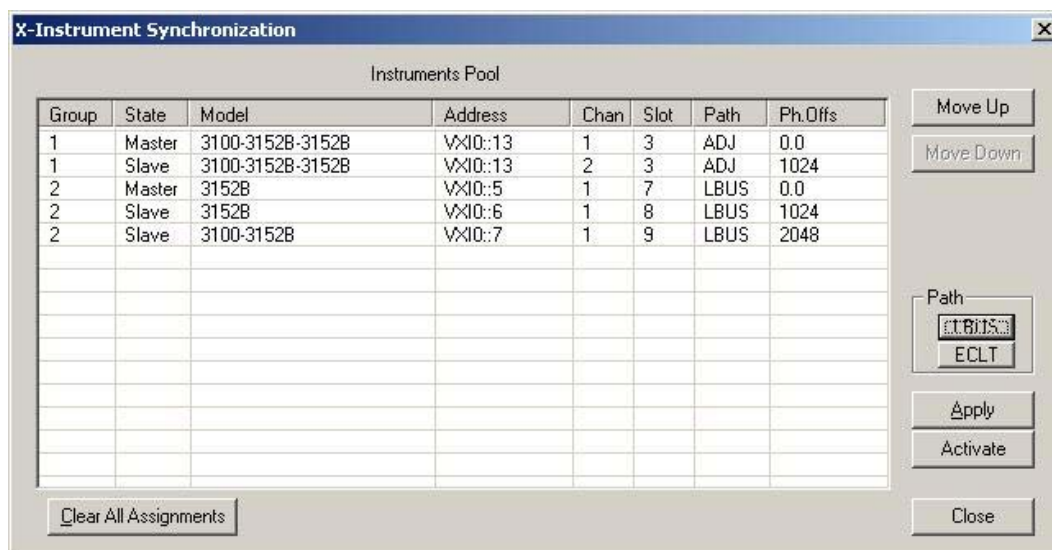 X-Instrument Synchronization
Instruments Pool
Group State Model Address Chan Slot Path Ph.Offs
1 Master 3100-3152B-3152B VXI0::13 1 3 ADJ 0.0
1 Slave 3100-3152B-3152B VXI0::13 2 3 ADJ 1024
2 Master 3152B VXI0::5 1 7 LBUS 0.0
2 Slave 3152B VXI0::6 1 8 LBUS 1024
2 Slave 3100-3152B VXI0::7 1 9 LBUS 2048
Move Up
Move Down
Path
LBUS
ECLT
Apply
Activate
Clear All Assignments
Close